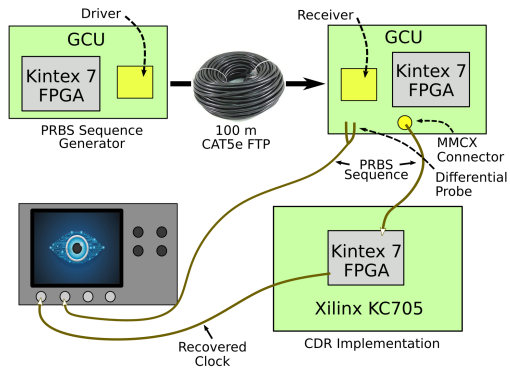 Driver
GCU
Kintex 7
FPGA
PRBS Sequence
Generator
100 m
CAT5e FTP
Receiver
GCU
Kintex 7
FPGA
MMCX
Connector
PRBS
Sequence
Differential
Probe
Kintex 7
FPGA
Xilinx KC705
CDR Implementation
Recovered
Clock